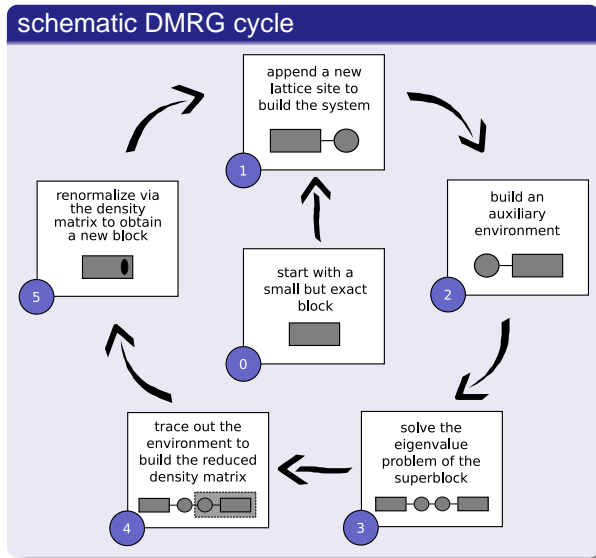 schematic DMRG cycle
append a new
lattice site to
build the system
1
build an
auxiliary
environment
2
solve the
eigenvalue
problem of the
superblock
3
trace out the
environment to
build the reduced
density matrix
4
renormalize via
the density
matrix to obtain
a new block
5
start with a
small but exact
block
0